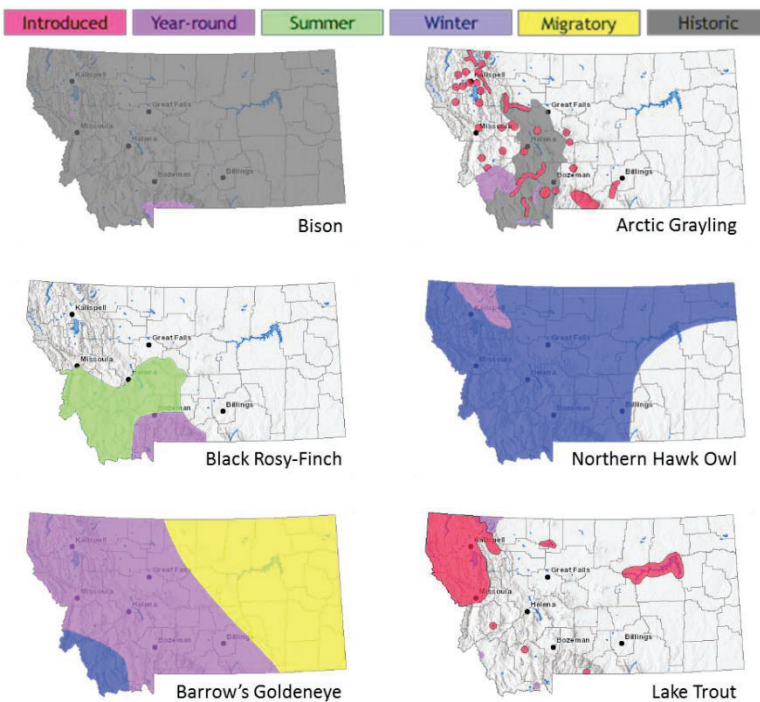 Introduced Year-round Summer Winter Migratory Historic
Kalispell
Great Falls
Missoula
Helena
Bozeman
Billings
Bison
Kalispell
Great Falls
Missoula
Helena
Bozeman
Billings
Arctic Grayling
Kalispell
Great Falls
Missoula
Helena
Bozeman
Billings
Black Rosy-Finch
Kalispell
Great Falls
Missoula
Helena
Bozeman
Billings
Northern Hawk Owl
Kalispell
Great Falls
Missoula
Helena
Bozeman
Billings
Barrow's Goldeneye
Kalispell
Great Falls
Missoula
Helena
Bozeman
Billings
Lake Trout